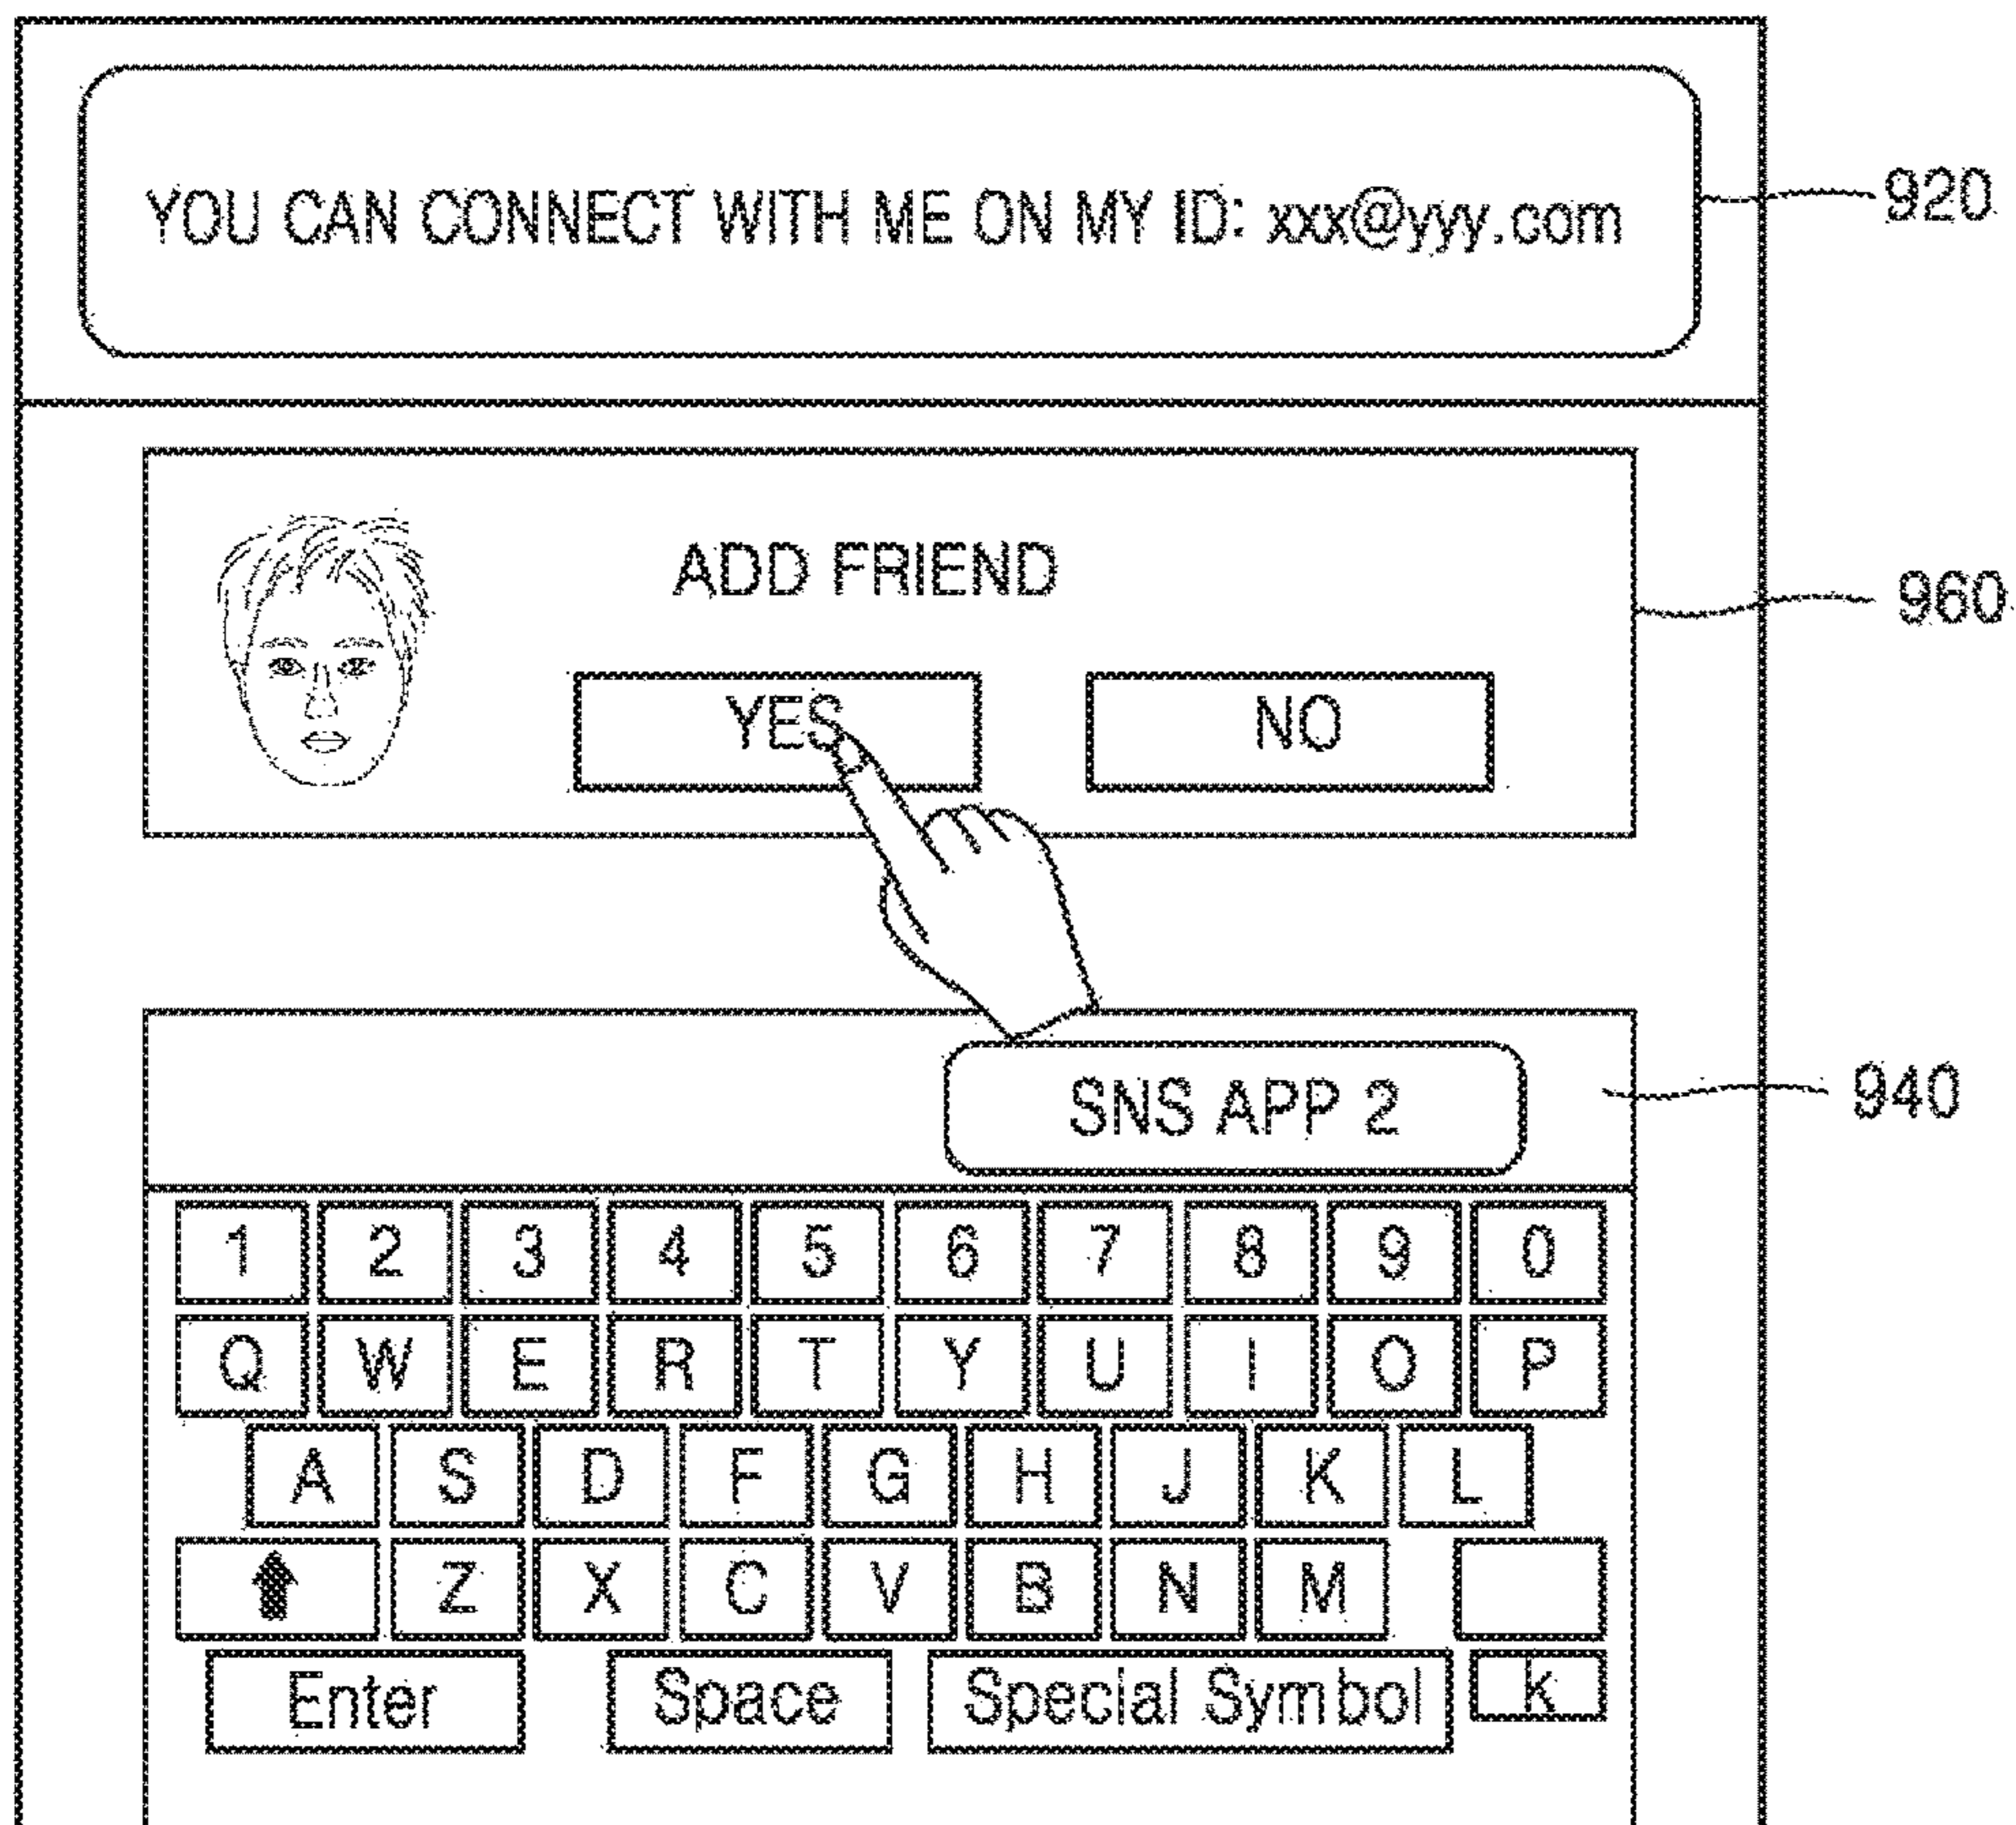 YOU CAN CONNECT WITH ME ON MY ID: xxx@yyy.com
920
ADD FRIEND
960
YES NO
SNS APP 2
940
1 2 3 4 5 6 7 8 9 0
Q W E R T Y U I O P
A S D F G H J K L
Z X C V B N M
Enter Space Special Symbol k